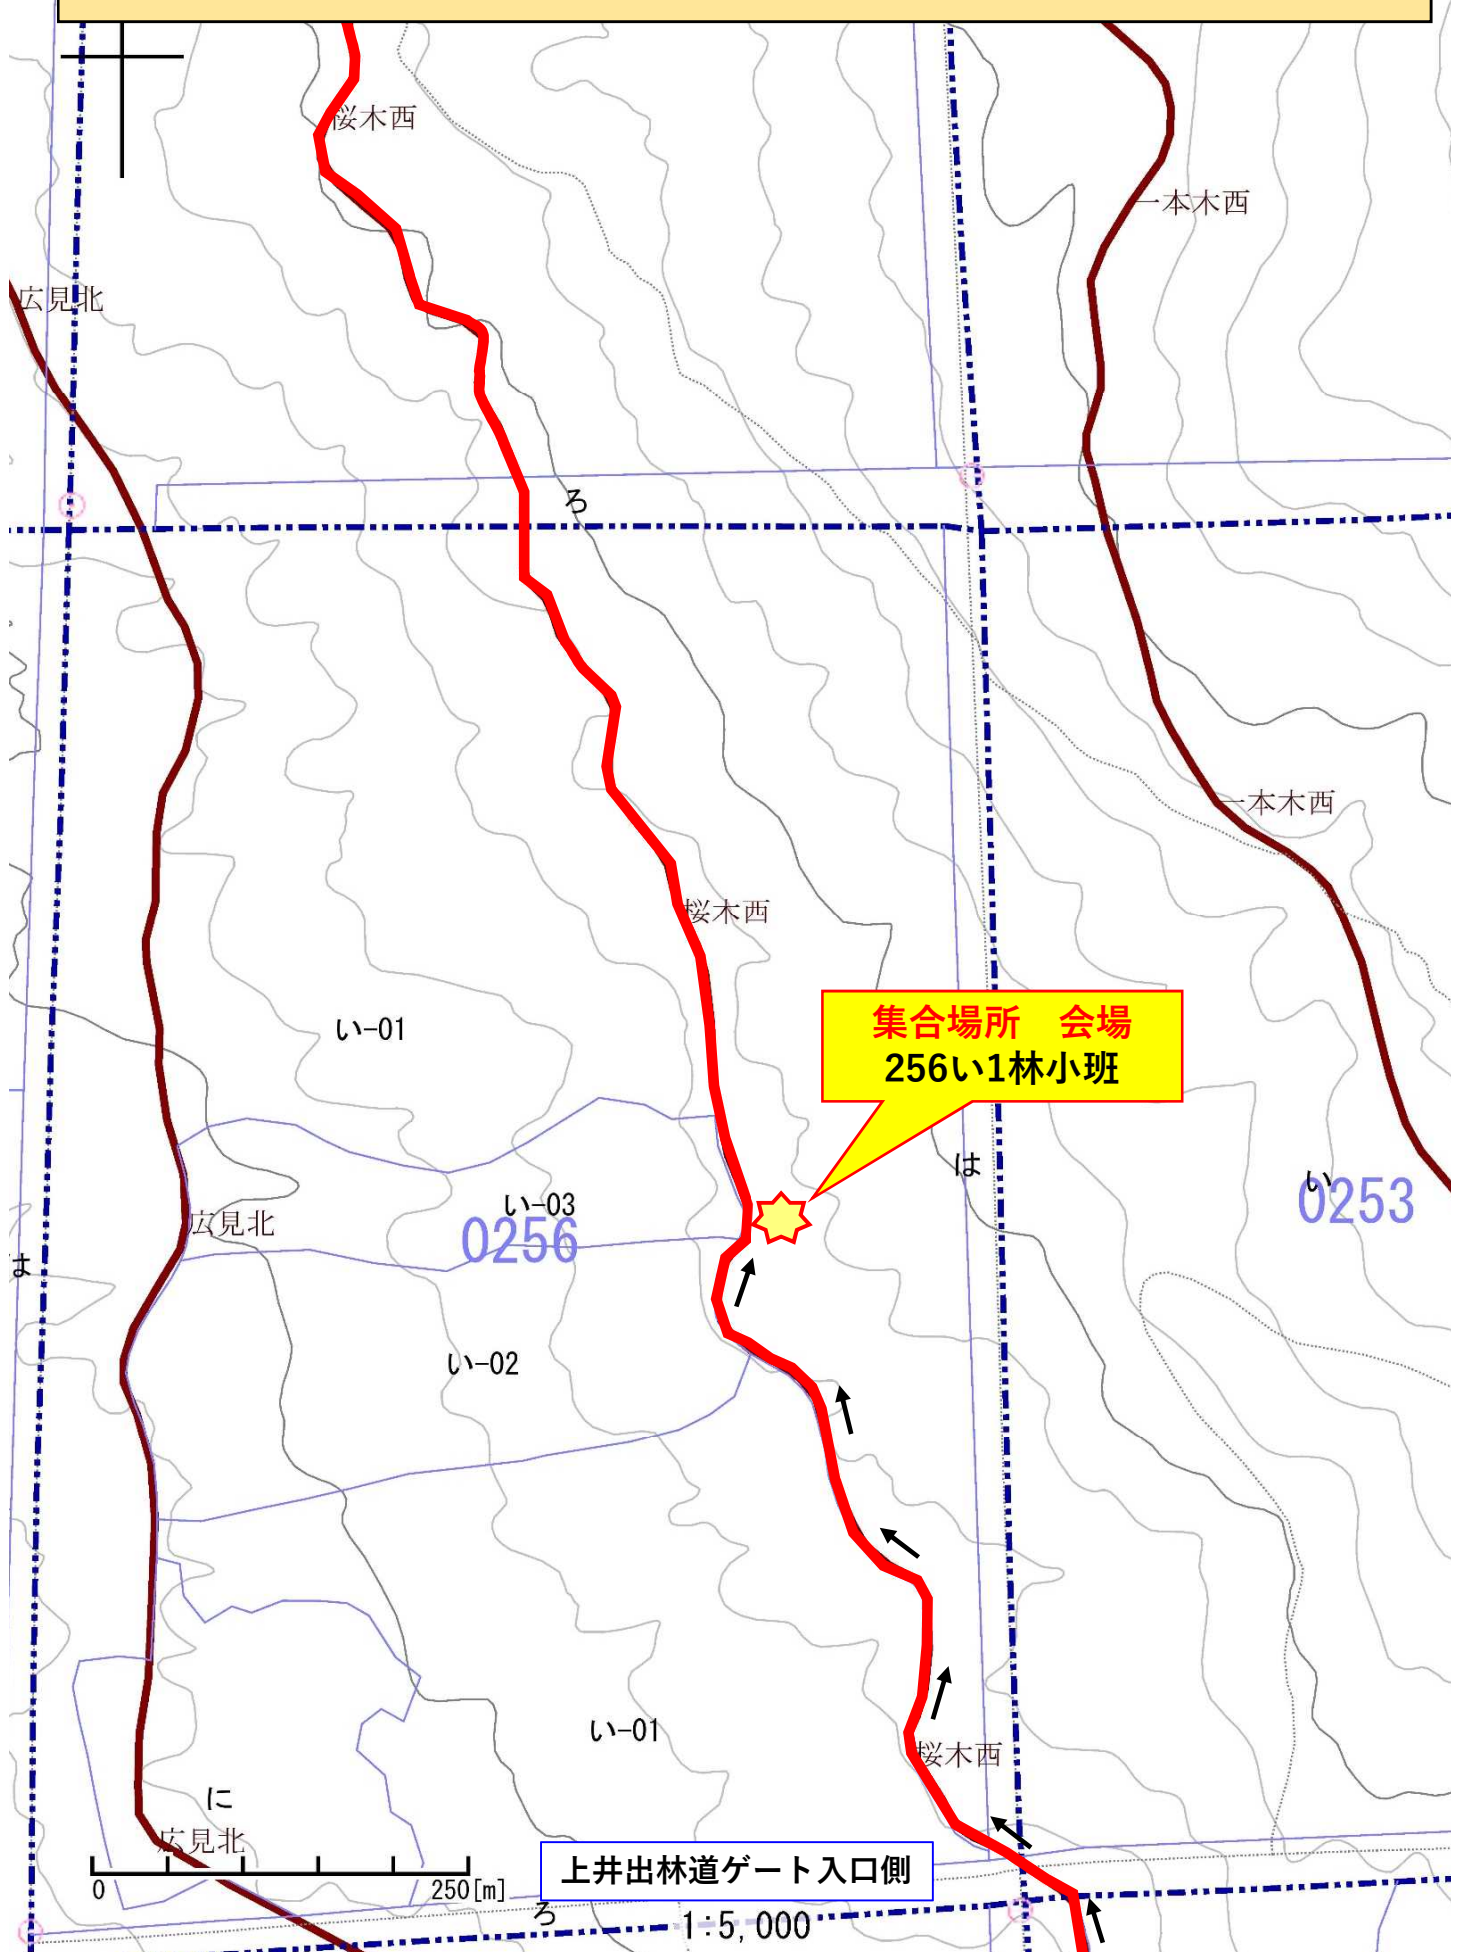 桜木西
一本木西
広見北
ろ
一本木西
桜木西
集合場所　会場
256い1林小班
い-01
は
い
0253
い-03
0256
広見北
は
い-02
い-01
桜木西
に
広見北
上井出林道ゲート入口側
0 250[m]
ろ
1:5,000